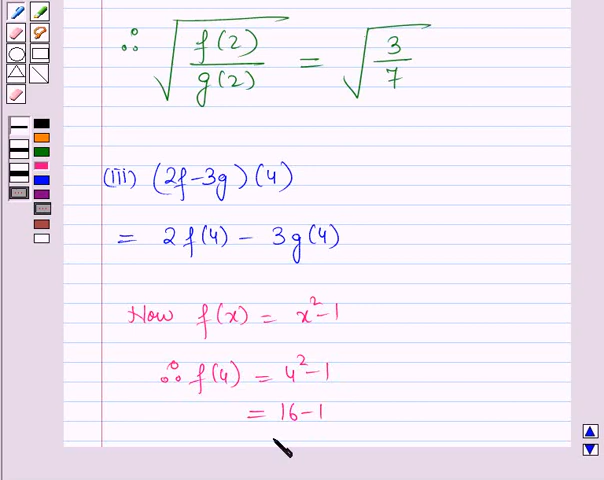 ∴ √(f(2)/g(2)) = √(3/7)
(iii) (2f-3g)(4)
= 2f(4) - 3g(4)
Now f(x) = x²-1
∴ f(4) = 4²-1
= 16-1